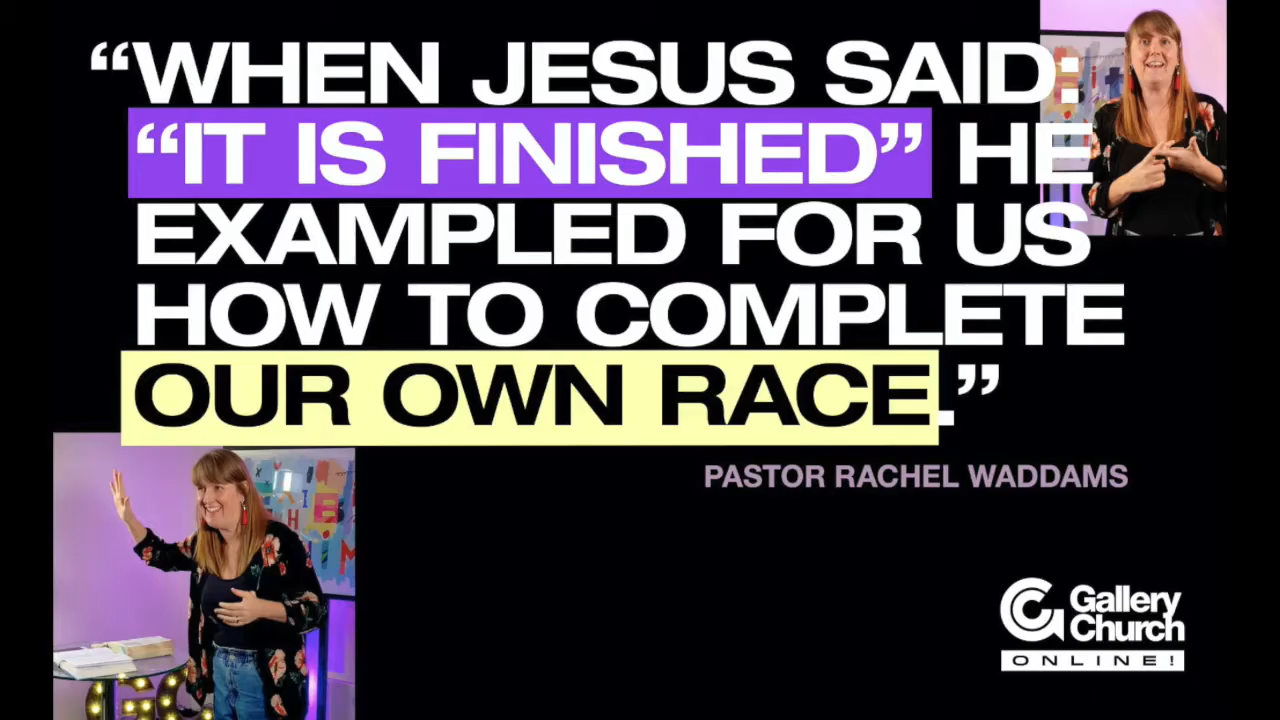 “WHEN JESUS SAID:
“IT IS FINISHED” HE
EXAMPLED FOR US
HOW TO COMPLETE
OUR OWN RACE.”
PASTOR RACHEL WADDAMS
Gallery
Church
ONLINE!
GC